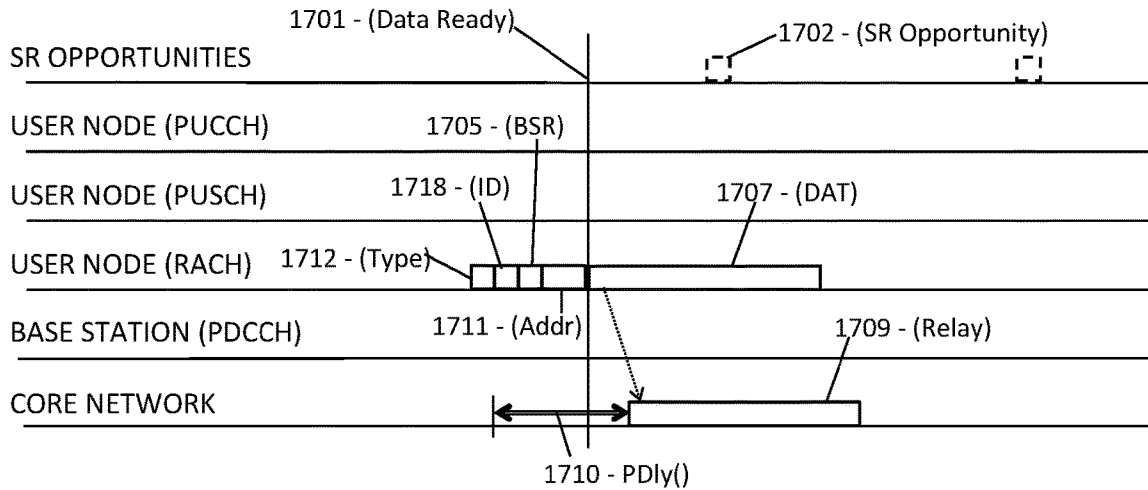 1701 - (Data Ready)
1702 - (SR Opportunity)
SR OPPORTUNITIES
USER NODE (PUCCH)
1705 - (BSR)
USER NODE (PUSCH)
1718 - (ID)
1707 - (DAT)
USER NODE (RACH)
1712 - (Type)
1711 - (Addr)
BASE STATION (PDCCH)
1709 - (Relay)
CORE NETWORK
1710 - PDly()